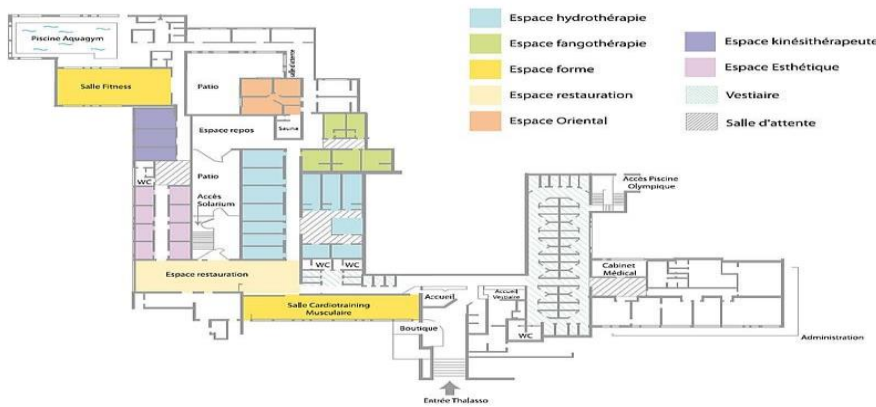 Piscine Aquagym
Salle Fitness
Patio
Espace repos
Sauna
WC
Patio
Accès
Solarium
Espace restauration
WC
WC
Salle Cardiotraining
Musculaire
Accueil
Boutique
Accueil
Vestiaire
WC
Entrée Thalasso
Accès Piscine
Olympique
Cabinet
Médical
Administration
Espace hydrothérapie
Espace fangothérapie
Espace forme
Espace restauration
Espace Oriental
Espace kinésithérapeute
Espace Esthétique
Vestiaire
Salle d'attente